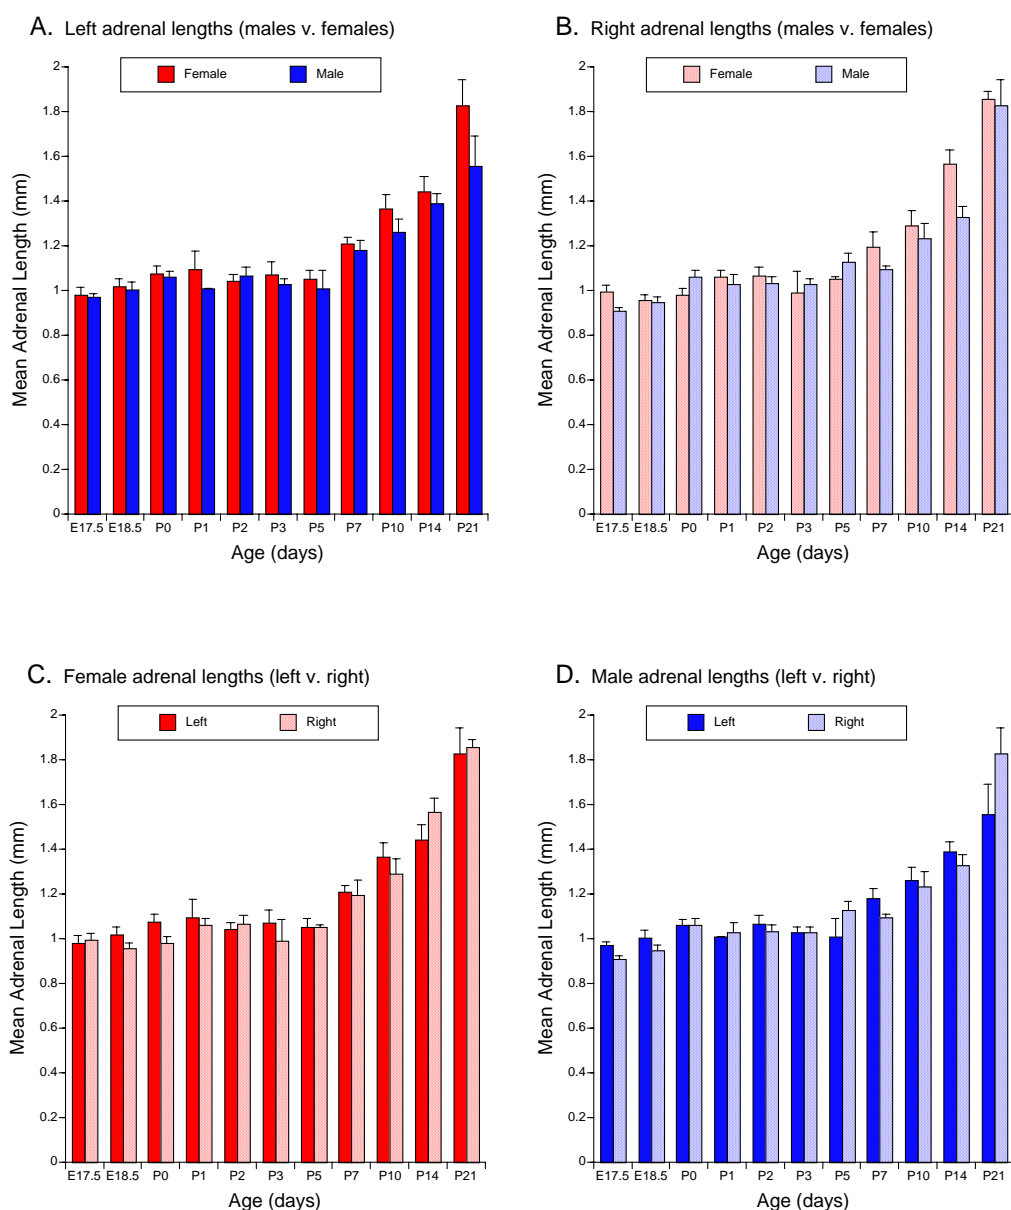 A. Left adrenal lengths (males v. females)
Female Male
Mean Adrenal Length (mm)
2
1.8
1.6
1.4
1.2
1
0.8
0.6
0.4
0.2
0
E17.5 E18.5 P0 P1 P2 P3 P5 P7 P10 P14 P21
Age (days)
B. Right adrenal lengths (males v. females)
Female Male
Mean Adrenal Length (mm)
2
1.8
1.6
1.4
1.2
1
0.8
0.6
0.4
0.2
0
E17.5 E18.5 P0 P1 P2 P3 P5 P7 P10 P14 P21
Age (days)
C. Female adrenal lengths (left v. right)
Left Right
Mean Adrenal Length (mm)
2
1.8
1.6
1.4
1.2
1
0.8
0.6
0.4
0.2
0
E17.5 E18.5 P0 P1 P2 P3 P5 P7 P10 P14 P21
Age (days)
D. Male adrenal lengths (left v. right)
Left Right
Mean Adrenal Length (mm)
2
1.8
1.6
1.4
1.2
1
0.8
0.6
0.4
0.2
0
E17.5 E18.5 P0 P1 P2 P3 P5 P7 P10 P14 P21
Age (days)